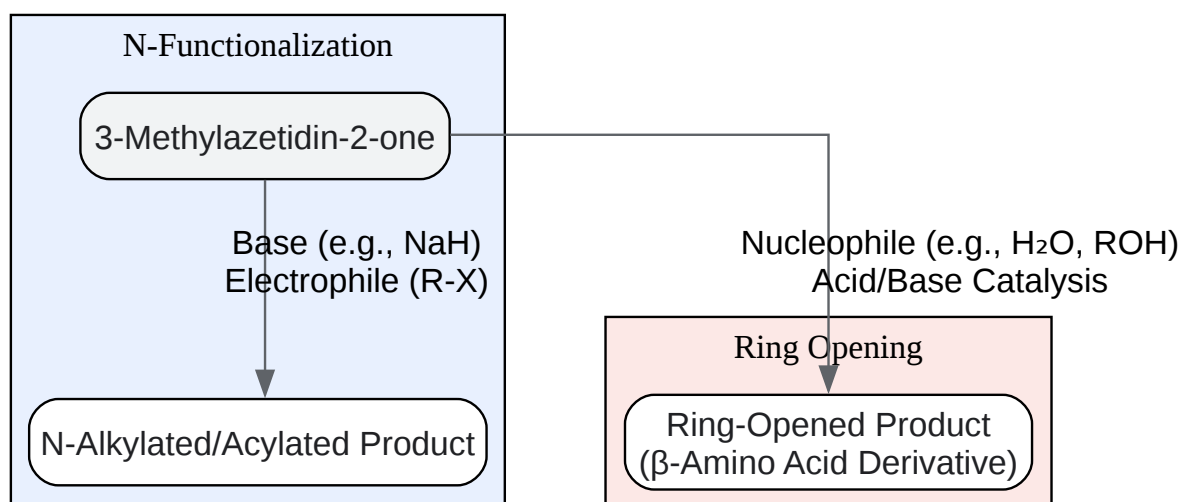 N-Functionalization
3-Methylazetidin-2-one
Base (e.g., NaH)
Electrophile (R-X)
N-Alkylated/Acylated Product
Nucleophile (e.g., H₂O, ROH)
Acid/Base Catalysis
Ring Opening
Ring-Opened Product
(β-Amino Acid Derivative)